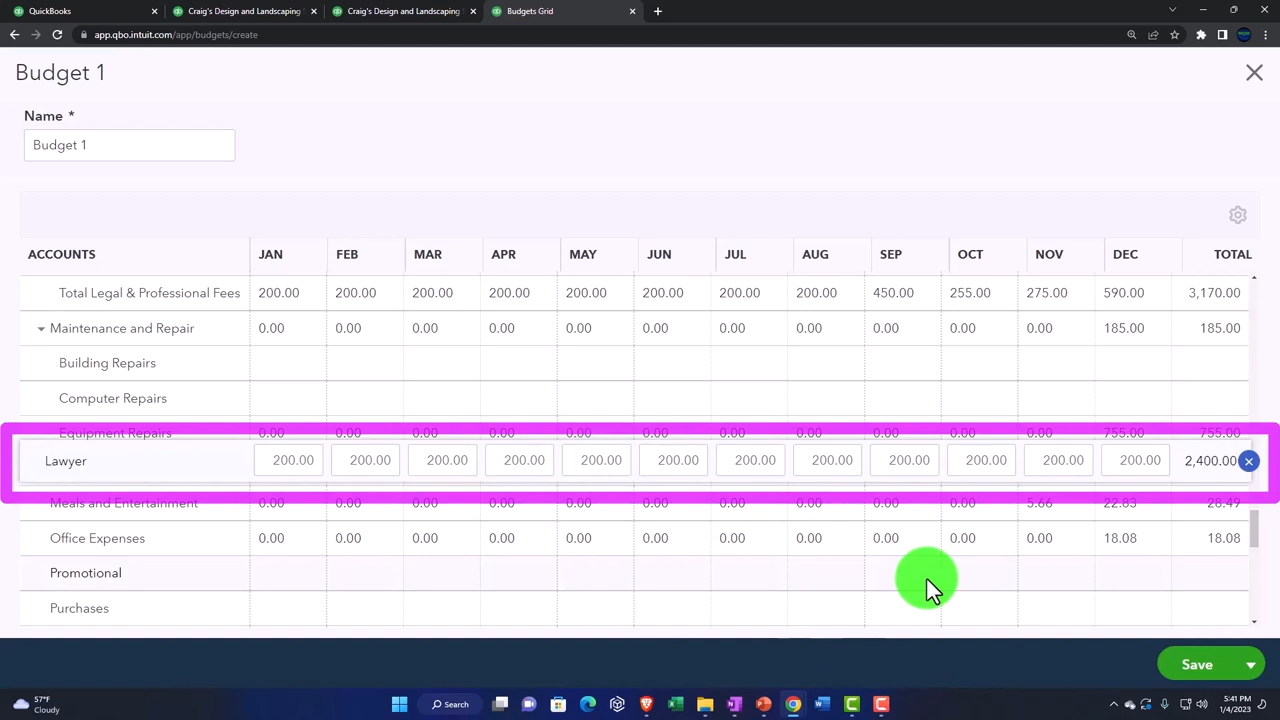 QuickBooks
Craig's Design and Landscaping
Craig's Design and Landscaping S
Budgets Grid
app.qbo.intuit.com/app/budgets/create
Budget 1
Name *
Budget 1
ACCOUNTS JAN FEB MAR APR MAY JUN JUL AUG SEP OCT NOV DEC TOTAL
Total Legal & Professional Fees 200.00 200.00 200.00 200.00 200.00 200.00 200.00 200.00 450.00 255.00 275.00 590.00 3,170.00
Maintenance and Repair 0.00 0.00 0.00 0.00 0.00 0.00 0.00 0.00 0.00 0.00 0.00 185.00 185.00
Building Repairs
Computer Repairs
Equipment Repairs 0.00 0.00 0.00 0.00 0.00 0.00 0.00 0.00 0.00 0.00 0.00 755.00 755.00
Lawyer 200.00 200.00 200.00 200.00 200.00 200.00 200.00 200.00 200.00 200.00 200.00 200.00 2,400.00
Meals and Entertainment 0.00 0.00 0.00 0.00 0.00 0.00 0.00 0.00 0.00 0.00 5.66 22.83 28.49
Office Expenses 0.00 0.00 0.00 0.00 0.00 0.00 0.00 0.00 0.00 0.00 0.00 18.08 18.08
Promotional
Purchases
Save
57°F
Cloudy
Search
5:41 PM
1/4/2023